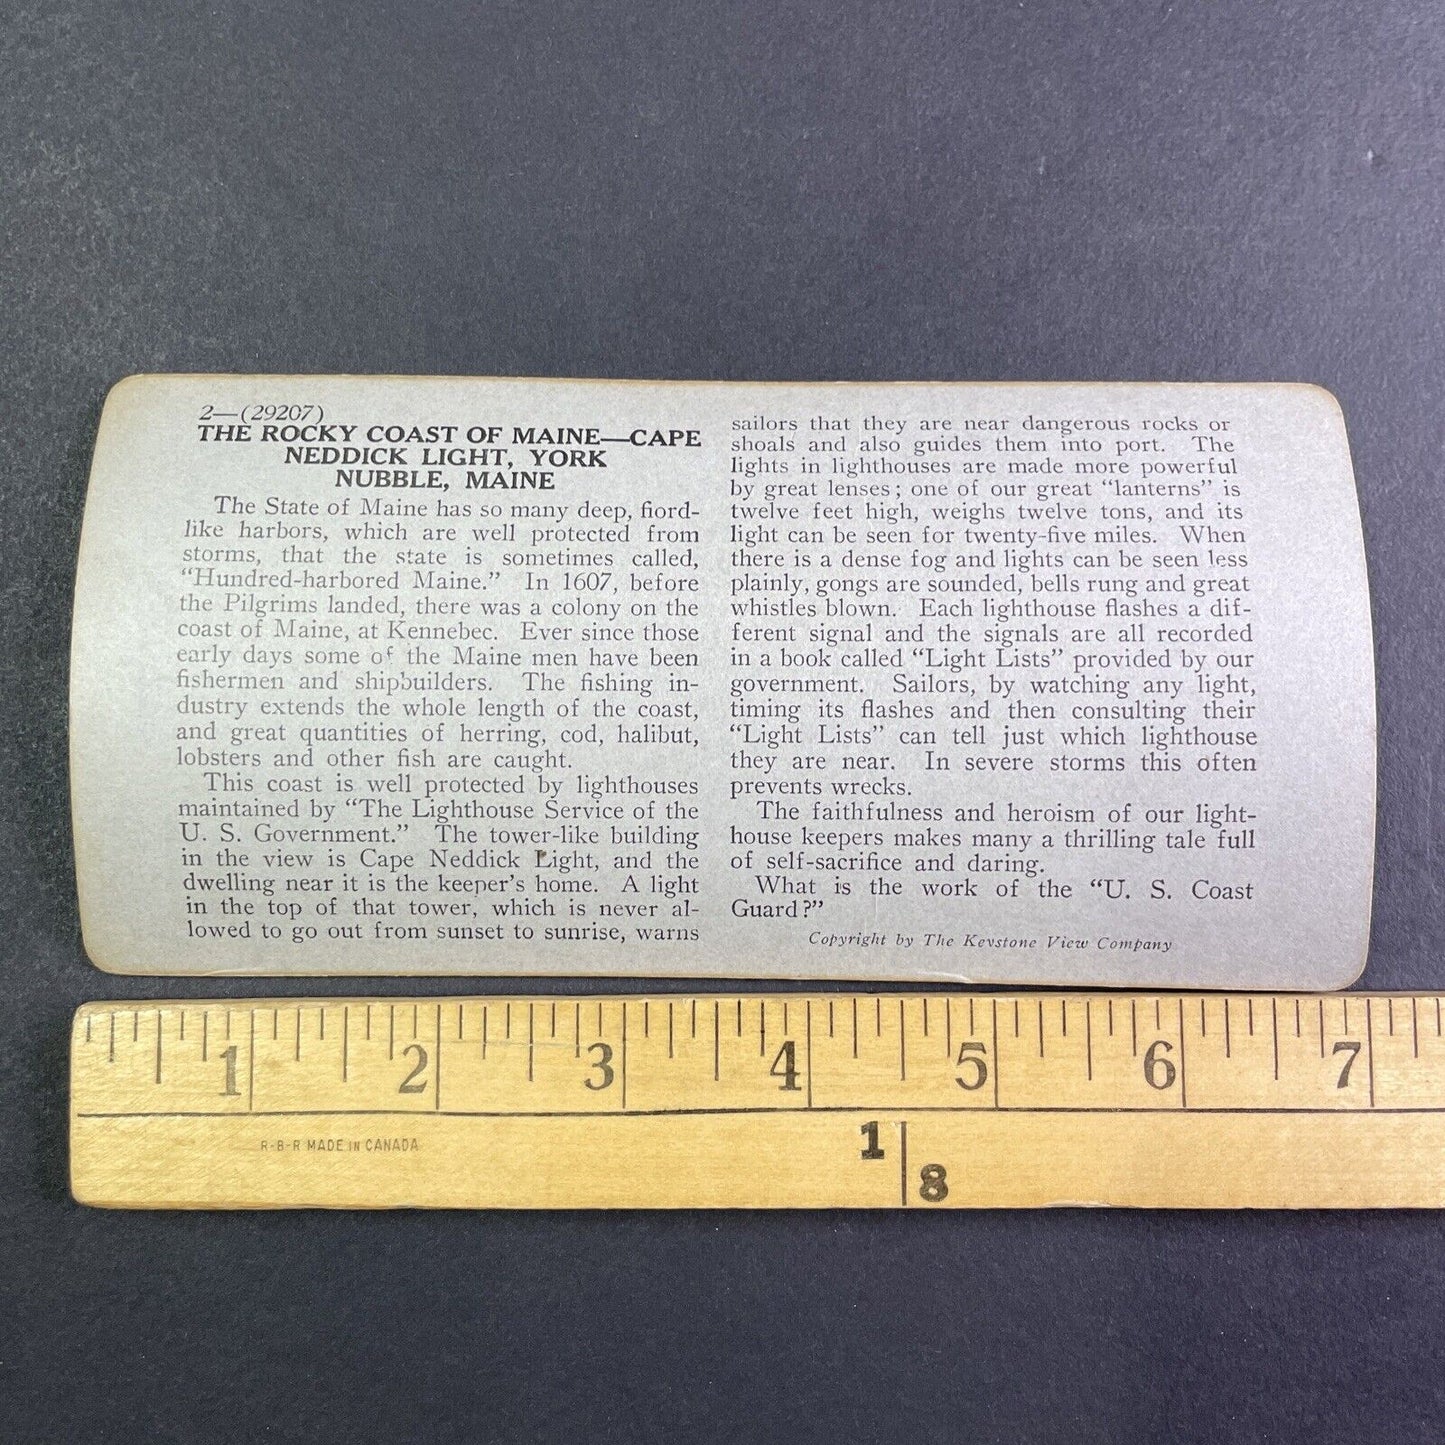 2—(29207)
THE ROCKY COAST OF MAINE—CAPE
NEDDICK LIGHT, YORK
NUBBLE, MAINE
The State of Maine has so many deep, fiord-
like harbors, which are well protected from
storms, that the state is sometimes called,
"Hundred-harbored Maine." In 1607, before
the Pilgrims landed, there was a colony on the
coast of Maine, at Kennebec. Ever since those
early days some of the Maine men have been
fishermen and shipbuilders. The fishing in-
dustry extends the whole length of the coast,
and great quantities of herring, cod, halibut,
lobsters and other fish are caught.
This coast is well protected by lighthouses
maintained by "The Lighthouse Service of the
U. S. Government." The tower-like building
in the view is Cape Neddick Light, and the
dwelling near it is the keeper's home. A light
in the top of that tower, which is never al-
lowed to go out from sunset to sunrise, warns
sailors that they are near dangerous rocks or
shoals and also guides them into port. The
lights in lighthouses are made more powerful
by great lenses; one of our great "lanterns" is
twelve feet high, weighs twelve tons, and its
light can be seen for twenty-five miles. When
there is a dense fog and lights can be seen less
plainly, gongs are sounded, bells rung and great
whistles blown. Each lighthouse flashes a dif-
ferent signal and the signals are all recorded
in a book called "Light Lists" provided by our
government. Sailors, by watching any light,
timing its flashes and then consulting their
"Light Lists" can tell just which lighthouse
they are near. In severe storms this often
prevents wrecks.
The faithfulness and heroism of our light-
house keepers makes many a thrilling tale full
of self-sacrifice and daring.
What is the work of the "U. S. Coast
Guard?"
Copyright by The Keystone View Company
1 2 3 4 5 6 7
R-B-R MADE IN CANADA
1 8